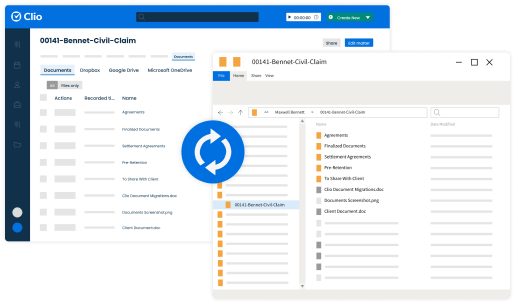 Clio
00:00:00
Create New
00141-Bennet-Civil-Claim
Share
Edit matter
Documents
Documents Dropbox Google Drive Microsoft OneDrive
All Files only
Actions Recorded ti... Name
Agreements
Finalized Documents
Settlement Agreements
Pre-Retention
To Share With Client
Clio Document Migrations.doc
Documents Screenshot.png
Client Document.doc
00141-Bennet-Civil-Claim
File Home Share View
Maxwell Bennett > 00141-Bennet-Civil-Claim
Name Date Modified
Agreements
Finalized Documents
Settlement Agreements
Pre-Retention
To Share With Client
Clio Document Migrations.doc
Documents Screenshot.png
Client Document.doc
00141-Bennet-Civil-Claim